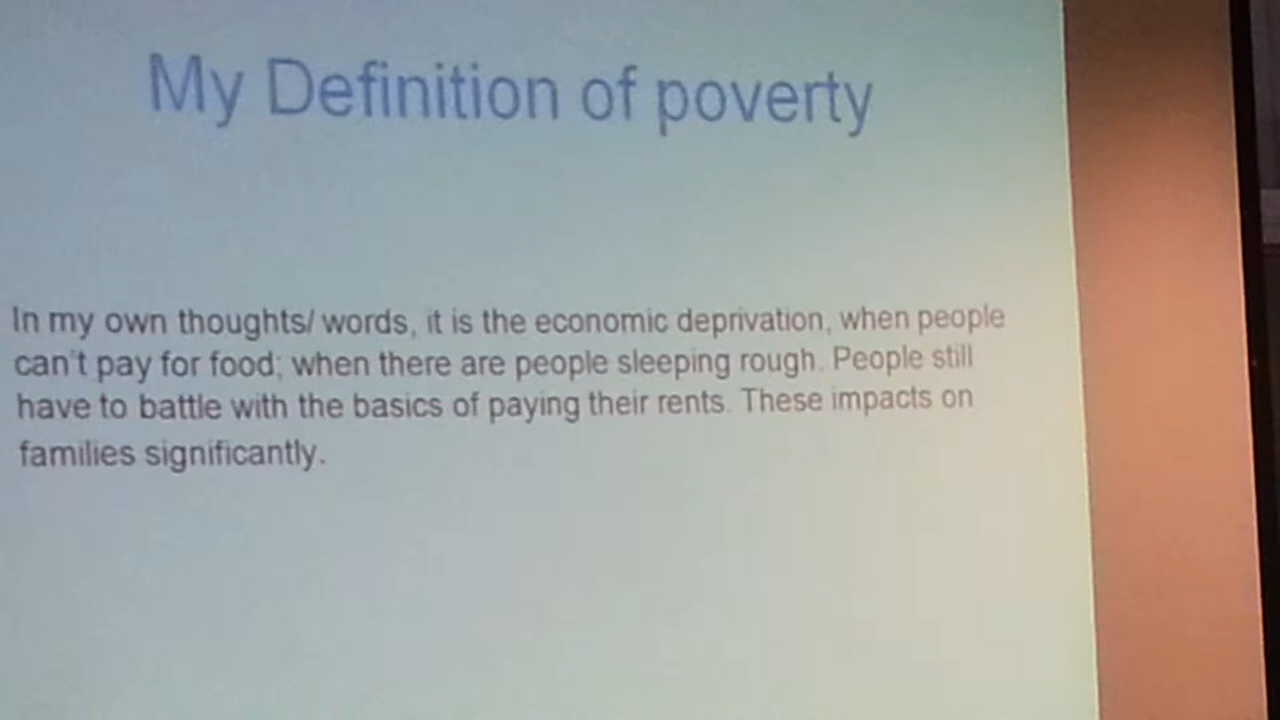 My Definition of poverty
In my own thoughts/ words, it is the economic deprivation, when people
can't pay for food; when there are people sleeping rough. People still
have to battle with the basics of paying their rents. These impacts on
families significantly.